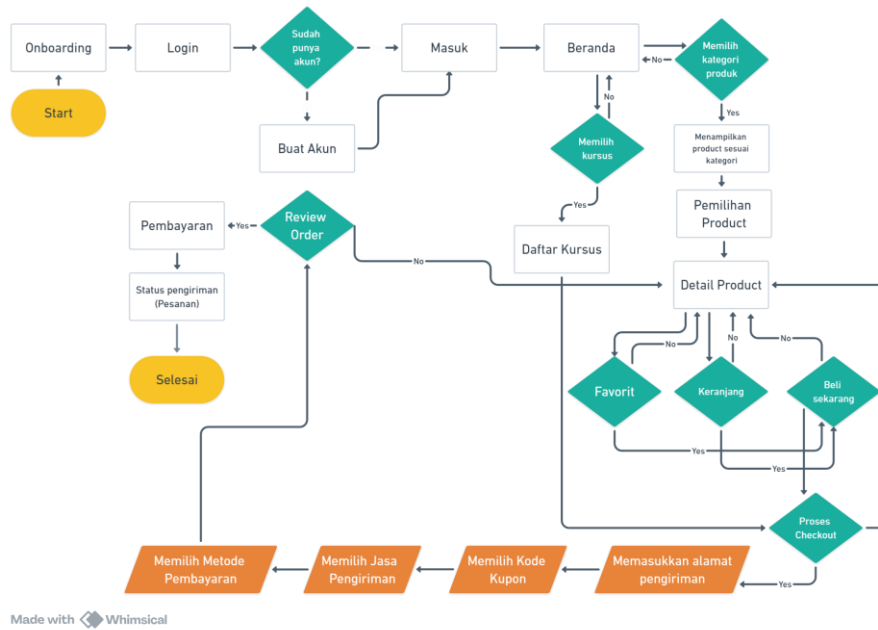 Onboarding
Login
Sudah
punya
akun?
Masuk
Beranda
No
Memilih
kategori
produk
Start
Buat Akun
No
Memilih
kursus
Yes
Menampilkan
product sesuai
kategori
Yes
Daftar Kursus
Pemilihan
Product
Pembayaran
Yes
Review
Order
No
Detail Product
Status pengiriman
(Pesanan)
Selesai
No
No
No
Favorit
Keranjang
Beli
sekarang
Yes
Yes
Proses
Checkout
Yes
Memilih Metode
Pembayaran
Memilih Jasa
Pengiriman
Memilih Kode
Kupon
Memasukkan alamat
pengiriman
Made with Whimsical